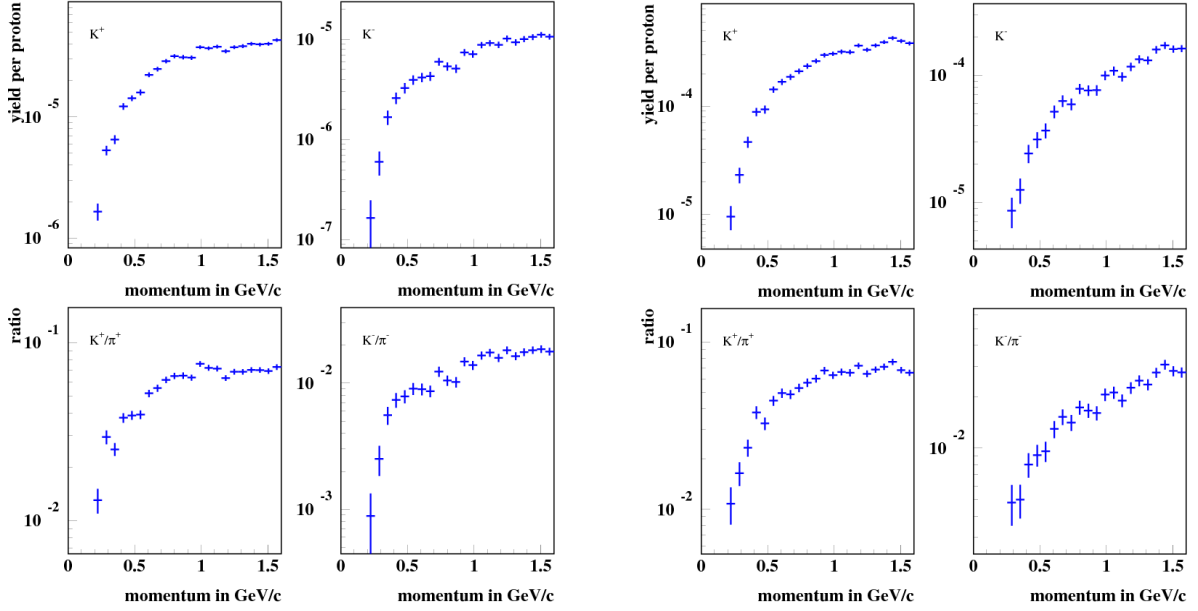 yield per proton
K⁺
10⁻⁵
10⁻⁶
0 0.5 1 1.5
momentum in GeV/c
K⁻
10⁻⁵
10⁻⁶
10⁻⁷
0 0.5 1 1.5
momentum in GeV/c
yield per proton
K⁺
10⁻⁴
10⁻⁵
0 0.5 1 1.5
momentum in GeV/c
K⁻
10⁻⁴
10⁻⁵
0 0.5 1 1.5
momentum in GeV/c
ratio
K⁺/π⁺
10⁻¹
10⁻²
0 0.5 1 1.5
momentum in GeV/c
K⁻/π⁻
10⁻²
10⁻³
0 0.5 1 1.5
momentum in GeV/c
ratio
K⁺/π⁺
10⁻¹
10⁻²
0 0.5 1 1.5
momentum in GeV/c
K⁻/π⁻
10⁻²
0 0.5 1 1.5
momentum in GeV/c